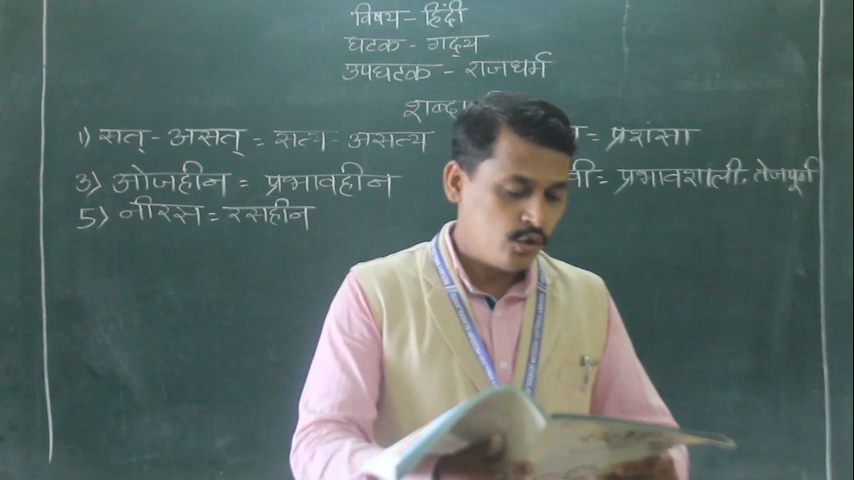 विषय - हिंदी
घटक - गद्य
उपघटक - राजधर्म
1) सत् - असत् = सत्य - असत्य = प्रशंसा
3) ओजहीन = प्रभावहीन = प्रभावशाली, तेजपूर्ण
5) नीरस = रसहीन